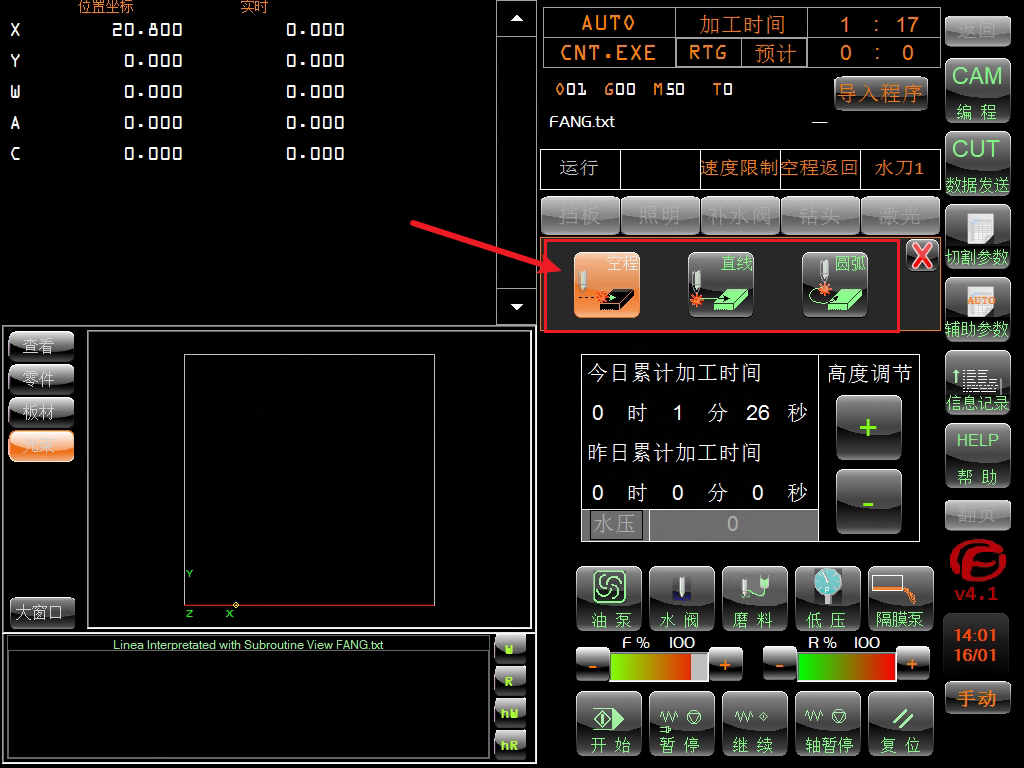 位置坐标 实时
X 20.800 0.000
Y 0.000 0.000
W 0.000 0.000
A 0.000 0.000
C 0.000 0.000
AUTO 加工时间 1 : 17
CNT.EXE RTG 预计 0 : 0
O01 G00 M50 T0 导入程序
FANG.txt —
运行 速度限制 空程返回 水刀1
挡板 照明 补水阀 钻头 激光
空程 直线 圆弧 X
查看
零件
板材
光束
大窗口
Y
Z X
Linea Interpretated with Subroutine View FANG.txt
W
R
hW
hR
今日累计加工时间
0 时 1 分 26 秒
昨日累计加工时间
0 时 0 分 0 秒
水压 0
高度调节
+
-
油泵 水阀 磨料 低压 隔膜泵
F % 100 R % 100
- + - +
开始 暂停 继续 轴暂停 复位
返回
CAM
编程
CUT
数据发送
切割参数
AUTO
辅助参数
信息记录
HELP
帮助
翻页
v4.1
14:01
16/01
手动